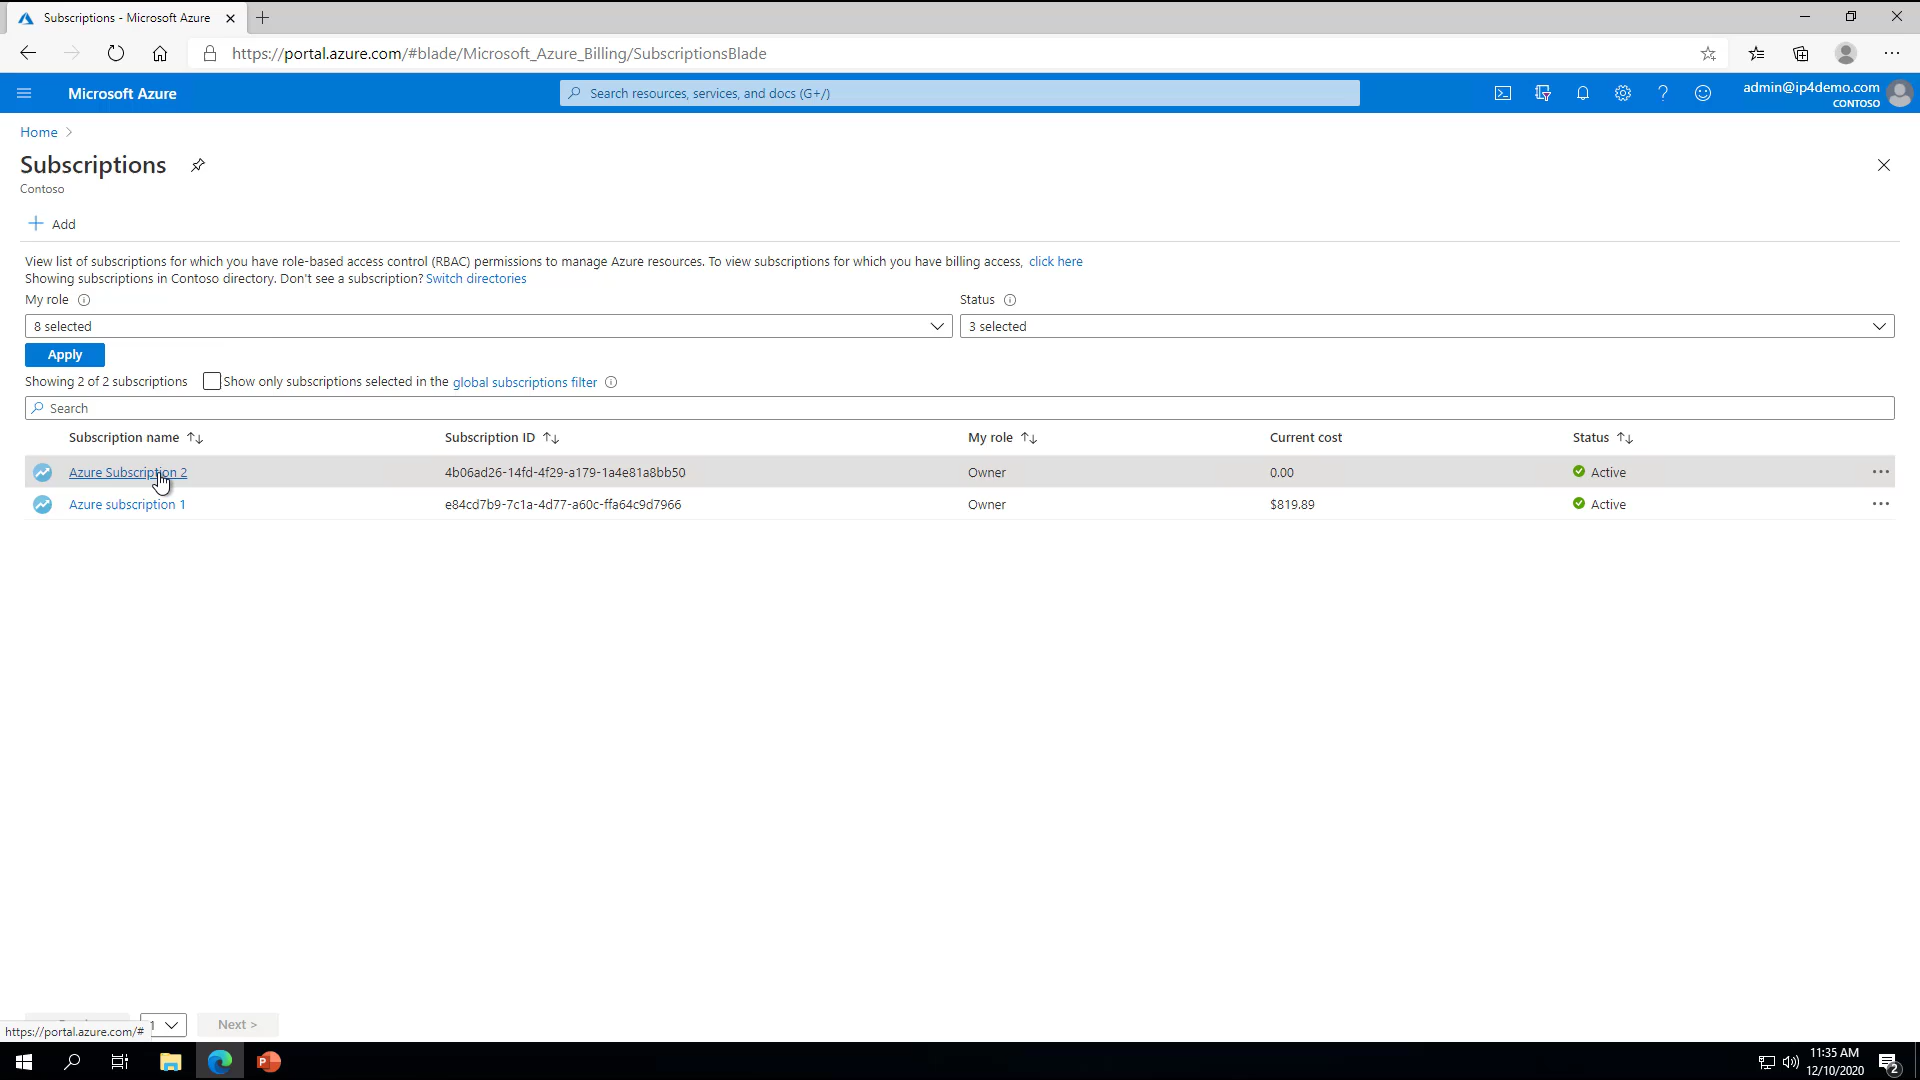 Subscriptions - Microsoft Azure
https://portal.azure.com/#blade/Microsoft_Azure_Billing/SubscriptionsBlade
Microsoft Azure
Search resources, services, and docs (G+/)
admin@ip4demo.com
CONTOSO
Home
Subscriptions
Contoso
Add
View list of subscriptions for which you have role-based access control (RBAC) permissions to manage Azure resources. To view subscriptions for which you have billing access, click here
Showing subscriptions in Contoso directory. Don't see a subscription? Switch directories
My role
Status
8 selected
3 selected
Apply
Showing 2 of 2 subscriptions
Show only subscriptions selected in the global subscriptions filter
Search
Subscription name Subscription ID My role Current cost Status
Azure Subscription 2 4b06ad26-14fd-4f29-a179-1a4e81a8bb50 Owner 0.00 Active
Azure subscription 1 e84cd7b9-7c1a-4d77-a60c-ffa64c9d7966 Owner $819.89 Active
1
Next >
https://portal.azure.com/#
11:35 AM
12/10/2020
2